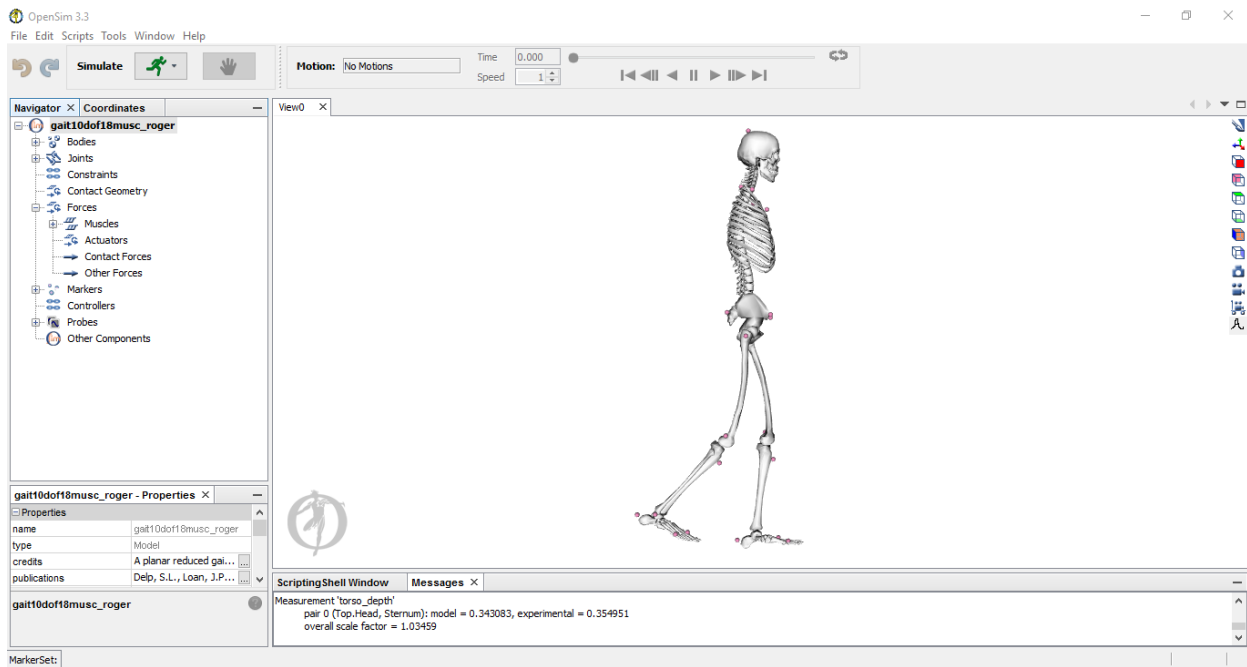 OpenSim 3.3
File Edit Scripts Tools Window Help
Simulate
Motion: No Motions
Time 0.000
Speed 1
Navigator Coordinates
View0
gait10dof18musc_roger
Bodies
Joints
Constraints
Contact Geometry
Forces
Muscles
Actuators
Contact Forces
Other Forces
Markers
Controllers
Probes
Other Components
gait10dof18musc_roger - Properties
Properties
name gait10dof18musc_roger
type Model
credits A planar reduced gai... ...
publications Delp, S.L., Loan, J.P... ...
gait10dof18musc_roger
ScriptingShell Window Messages
Measurement 'torso_depth'
pair 0 (Top.Head, Sternum): model = 0.343083, experimental = 0.354951
overall scale factor = 1.03459
MarkerSet: